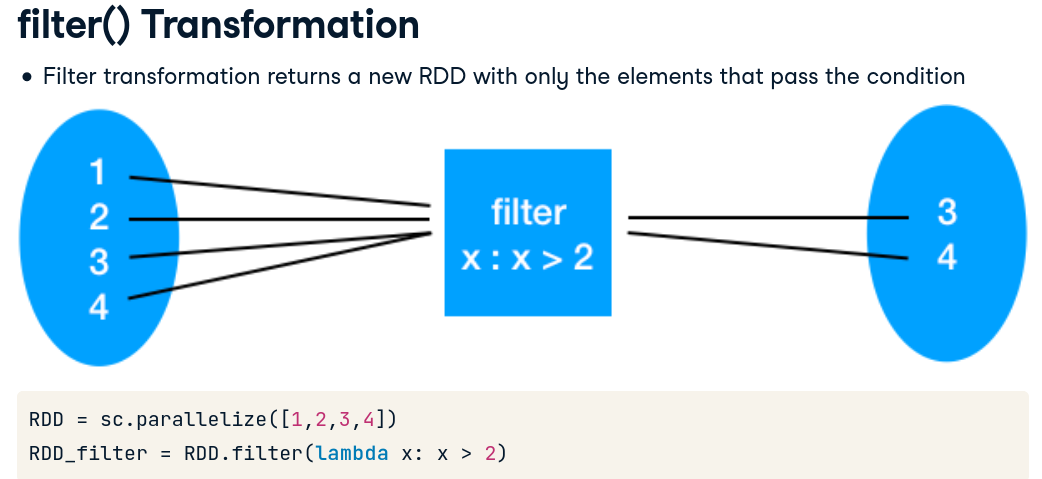 filter() Transformation
• Filter transformation returns a new RDD with only the elements that pass the condition
1
2
3
4
filter
x : x > 2
3
4
RDD = sc.parallelize([1,2,3,4])
RDD_filter = RDD.filter(lambda x: x > 2)